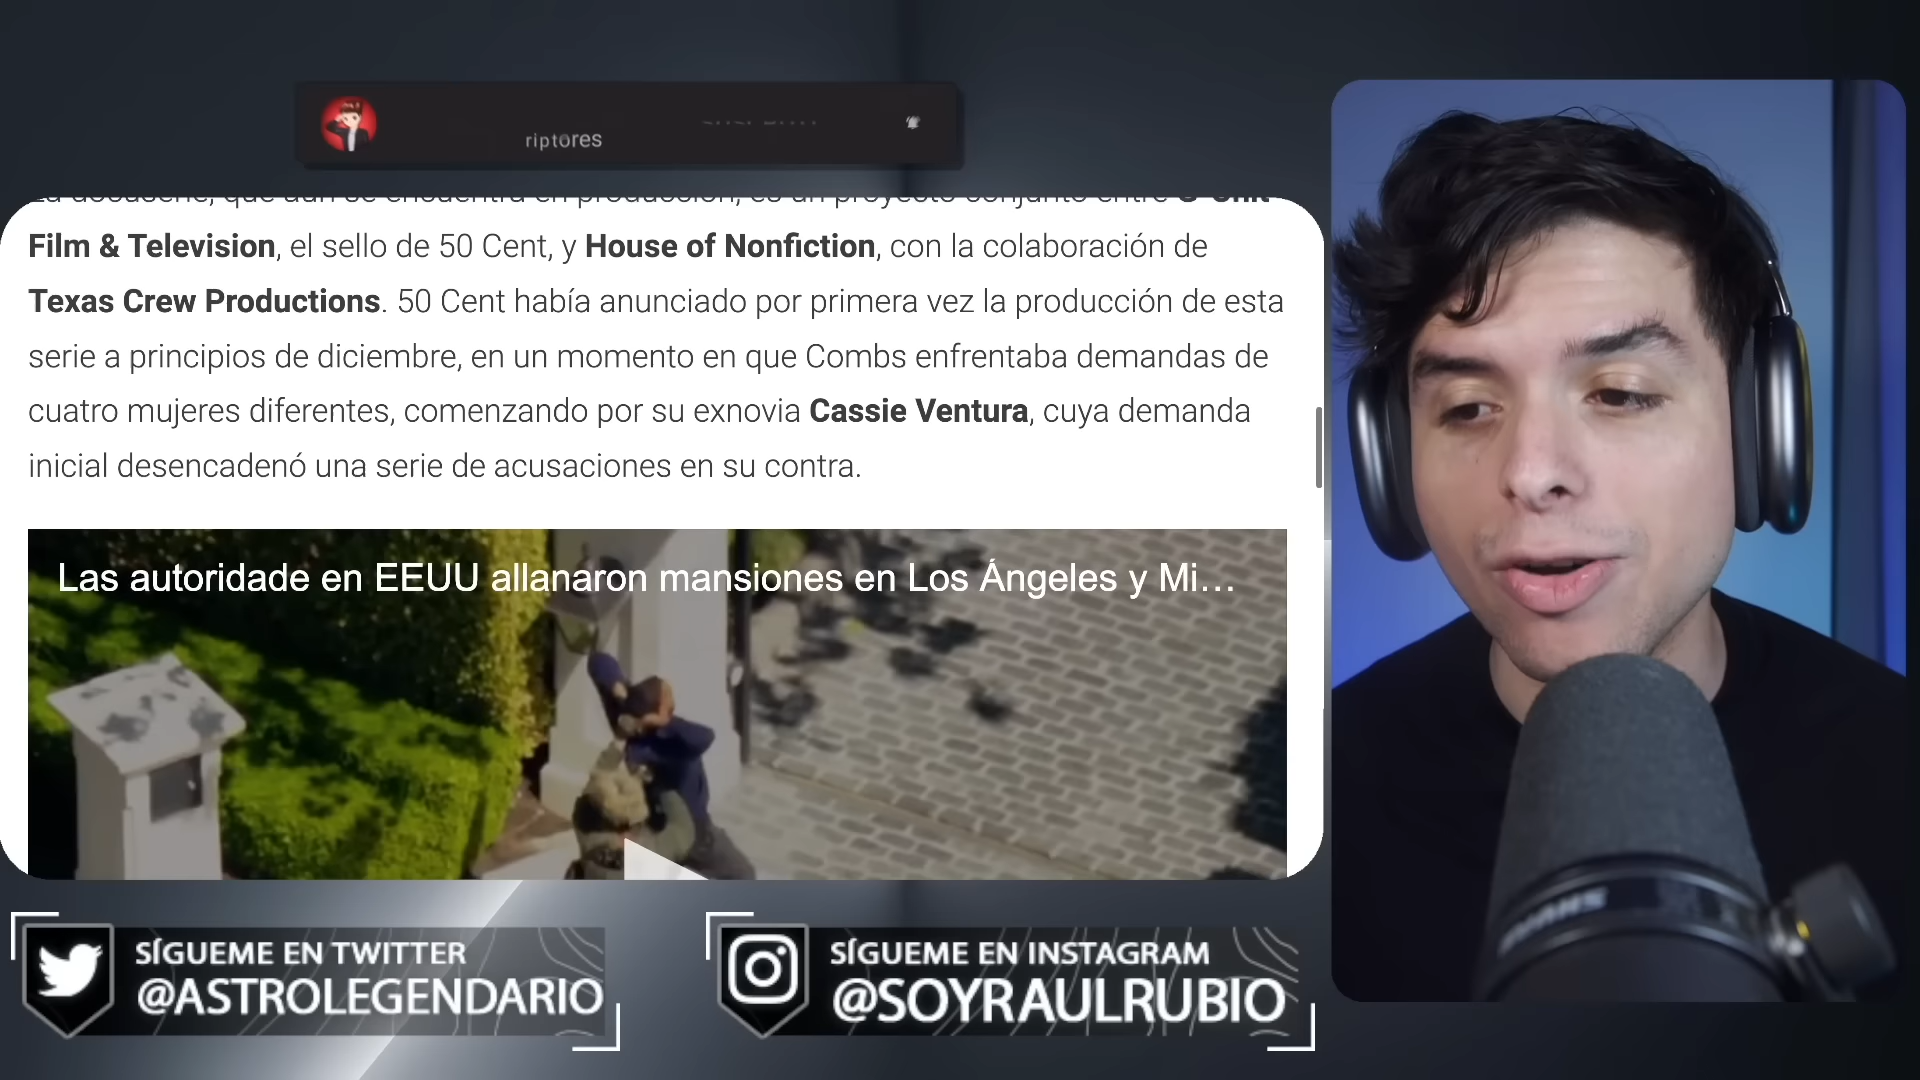 riptores
Film & Television, el sello de 50 Cent, y House of Nonfiction, con la colaboración de
Texas Crew Productions. 50 Cent había anunciado por primera vez la producción de esta
serie a principios de diciembre, en un momento en que Combs enfrentaba demandas de
cuatro mujeres diferentes, comenzando por su exnovia Cassie Ventura, cuya demanda
inicial desencadenó una serie de acusaciones en su contra.
Las autoridade en EEUU allanaron mansiones en Los Ángeles y Mi...
SÍGUEME EN TWITTER
@ASTROLEGENDARIO
SÍGUEME EN INSTAGRAM
@SOYRAULRUBIO